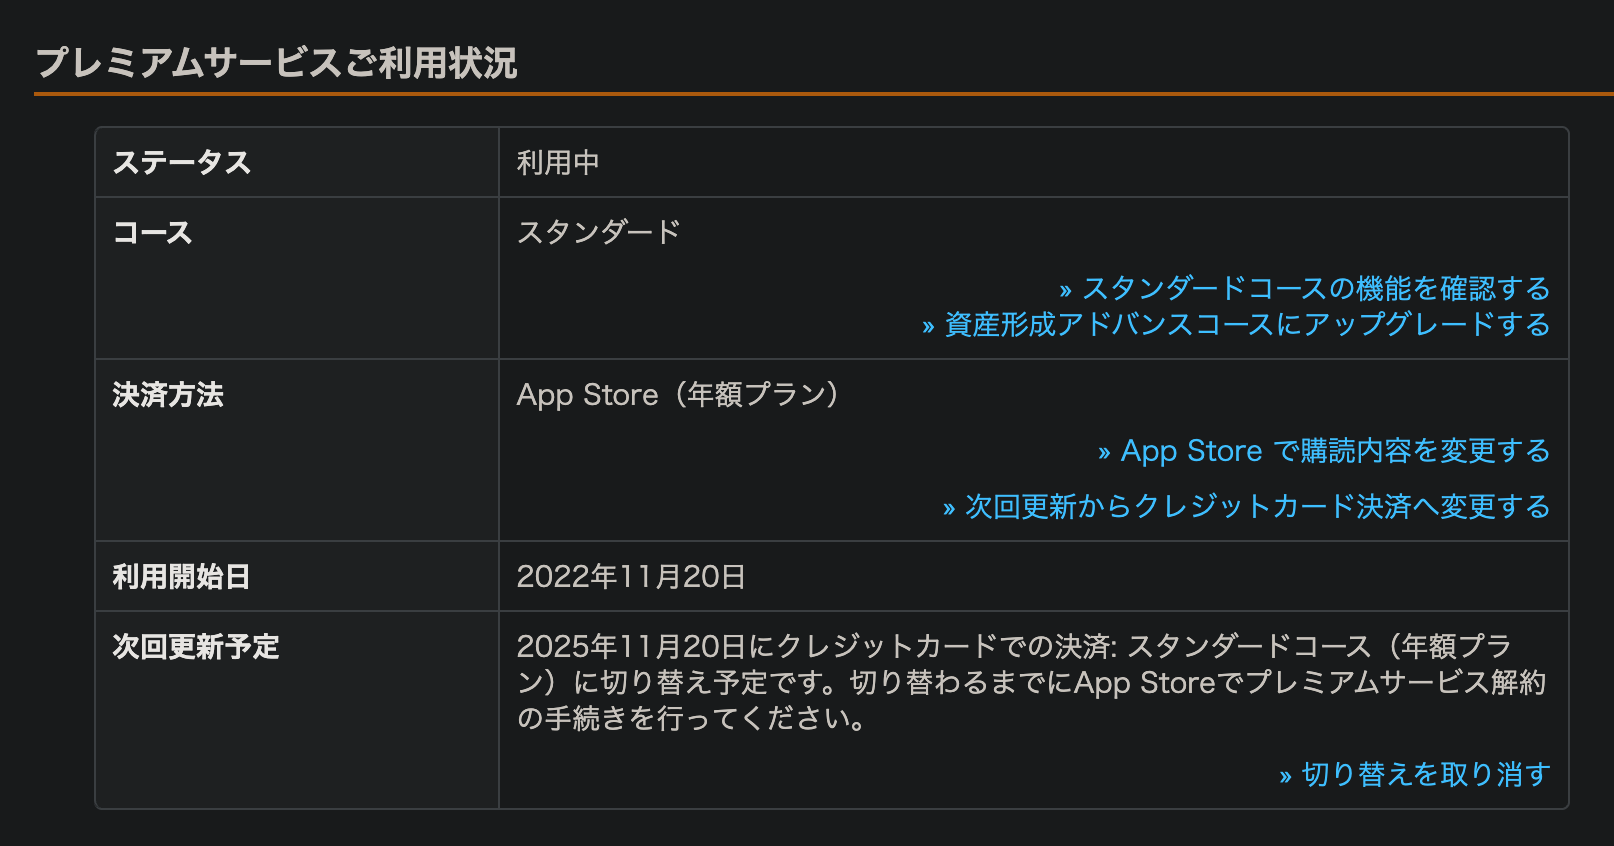 プレミアムサービスご利用状況
ステータス
利用中
コース
スタンダード
» スタンダードコースの機能を確認する
» 資産形成アドバンスコースにアップグレードする
決済方法
App Store（年額プラン）
» App Store で購読内容を変更する
» 次回更新からクレジットカード決済へ変更する
利用開始日
2022年11月20日
次回更新予定
2025年11月20日にクレジットカードでの決済: スタンダードコース（年額プラ
ン）に切り替え予定です。切り替わるまでにApp Storeでプレミアムサービス解約
の手続きを行ってください。
» 切り替えを取り消す